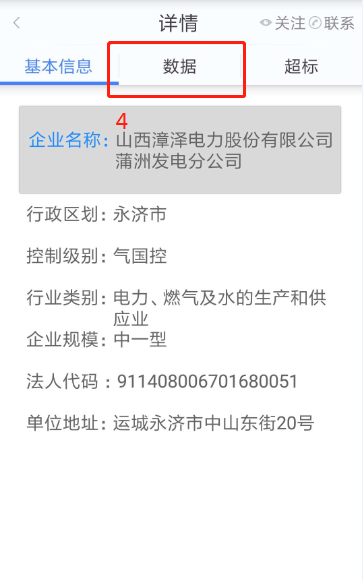 详情
关注 联系
基本信息 数据 超标
4
企业名称: 山西漳泽电力股份有限公司
蒲洲发电分公司
行政区划: 永济市
控制级别: 气国控
行业类别: 电力、燃气及水的生产和供
应业
企业规模: 中一型
法人代码 : 911408006701680051
单位地址: 运城永济市中山东街20号